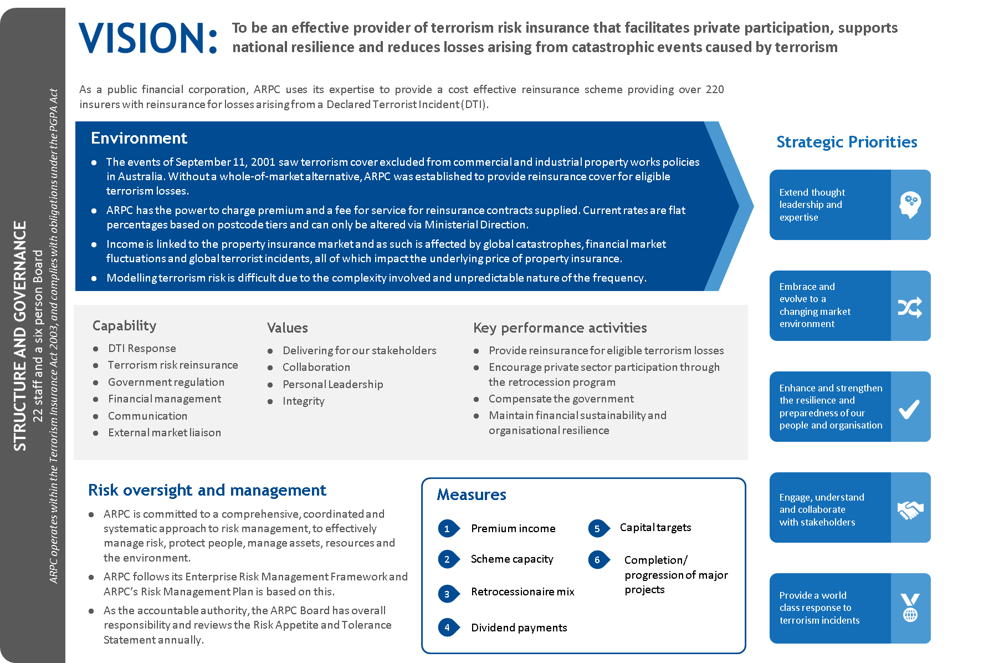 STRUCTURE AND GOVERNANCE
22 staff and a six person Board
ARPC operates within the Terrorism Insurance Act 2003, and complies with obligations under the PGPA Act
VISION:
To be an effective provider of terrorism risk insurance that facilitates private participation, supports
national resilience and reduces losses arising from catastrophic events caused by terrorism
As a public financial corporation, ARPC uses its expertise to provide a cost effective reinsurance scheme providing over 220
insurers with reinsurance for losses arising from a Declared Terrorist Incident (DTI).
Environment
● The events of September 11, 2001 saw terrorism cover excluded from commercial and industrial property works policies
in Australia. Without a whole-of-market alternative, ARPC was established to provide reinsurance cover for eligible
terrorism losses.
● ARPC has the power to charge premium and a fee for service for reinsurance contracts supplied. Current rates are flat
percentages based on postcode tiers and can only be altered via Ministerial Direction.
● Income is linked to the property insurance market and as such is affected by global catastrophes, financial market
fluctuations and global terrorist incidents, all of which impact the underlying price of property insurance.
● Modelling terrorism risk is difficult due to the complexity involved and unpredictable nature of the frequency.
Capability
● DTI Response
● Terrorism risk reinsurance
● Government regulation
● Financial management
● Communication
● External market liaison
Values
● Delivering for our stakeholders
● Collaboration
● Personal Leadership
● Integrity
Key performance activities
● Provide reinsurance for eligible terrorism losses
● Encourage private sector participation through
the retrocession program
● Compensate the government
● Maintain financial sustainability and
organisational resilience
Risk oversight and management
● ARPC is committed to a comprehensive, coordinated and
systematic approach to risk management, to effectively
manage risk, protect people, manage assets, resources and
the environment.
● ARPC follows its Enterprise Risk Management Framework and
ARPC's Risk Management Plan is based on this.
● As the accountable authority, the ARPC Board has overall
responsibility and reviews the Risk Appetite and Tolerance
Statement annually.
Measures
1 Premium income
2 Scheme capacity
3 Retrocessionaire mix
4 Dividend payments
5 Capital targets
6 Completion/
progression of major
projects
Strategic Priorities
Extend thought
leadership and
expertise
Embrace and
evolve to a
changing market
environment
Enhance and strengthen
the resilience and
preparedness of our
people and organisation
Engage, understand
and collaborate
with stakeholders
Provide a world
class response to
terrorism incidents